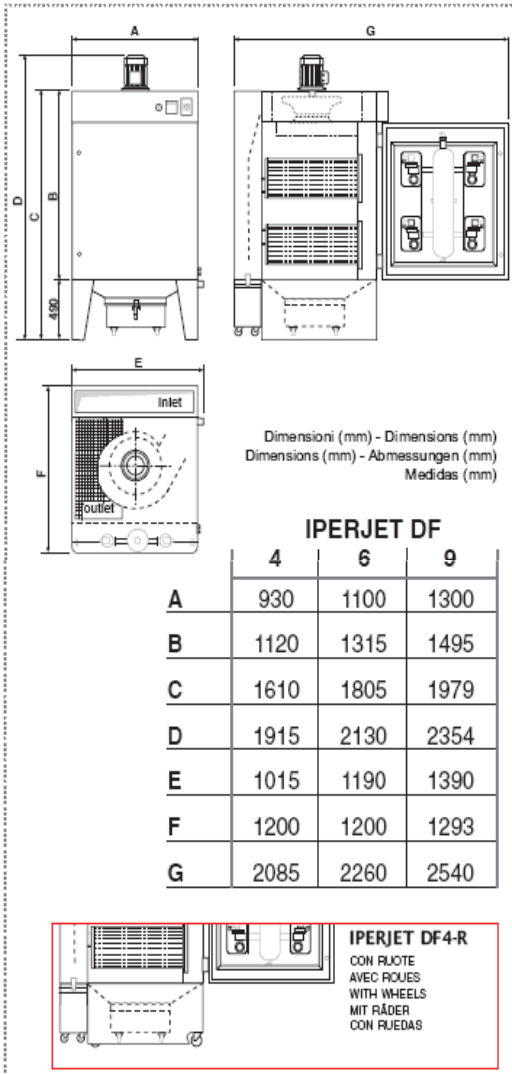 A
G
D
C
B
490
E
Inlet
F
outlet
Dimensioni (mm) - Dimensions (mm)
Dimensions (mm) - Abmessungen (mm)
Medidas (mm)
IPERJET DF
4 6 9
A 930 1100 1300
B 1120 1315 1495
C 1610 1805 1979
D 1915 2130 2354
E 1015 1190 1390
F 1200 1200 1293
G 2085 2260 2540
IPERJET DF4-R
CON RUOTE
AVEC ROUES
WITH WHEELS
MIT RÄDER
CON RUEDAS